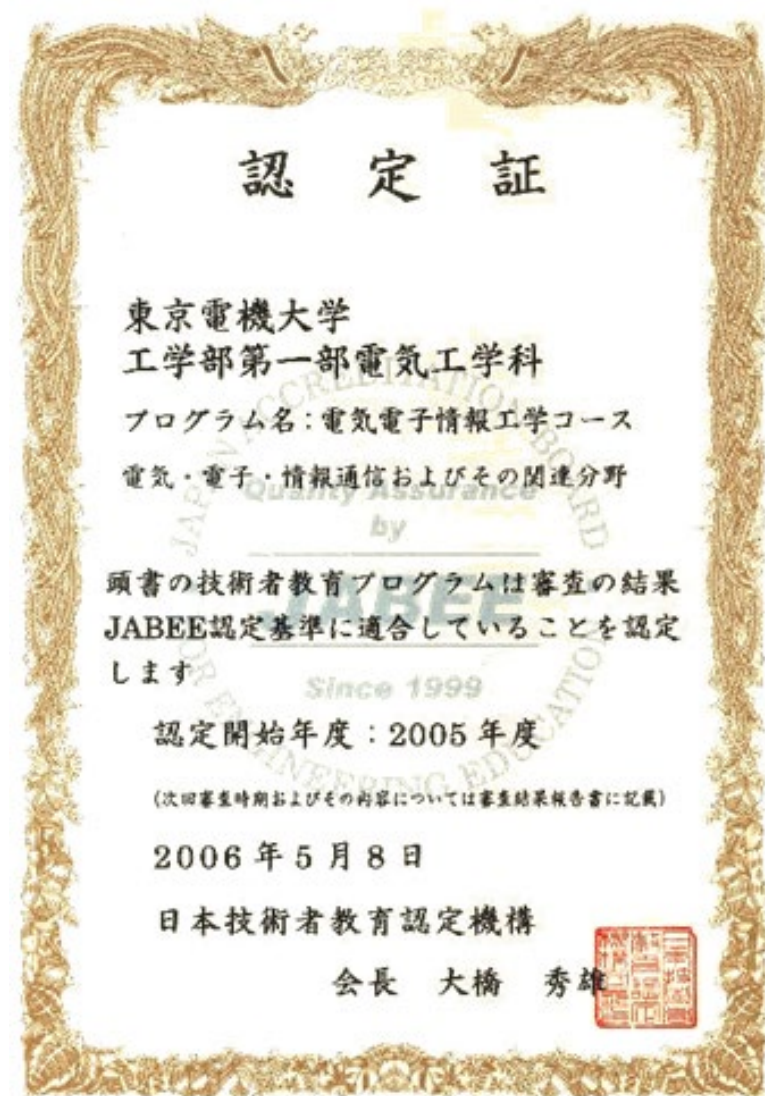 認定証
東京電機大学
工学部第一部電気工学科
プログラム名：電気電子情報工学コース
電気・電子・情報通信およびその関連分野
頭書の技術者教育プログラムは審査の結果
JABEE認定基準に適合していることを認定
します
認定開始年度：2005年度
(次回審査時期およびその内容については審査結果報告書に記載)
2006年5月8日
日本技術者教育認定機構
会長 大橋 秀雄
JAPAN ACCREDITATION BOARD FOR ENGINEERING EDUCATION
Quality Assurance
by
JABEE
Since 1999